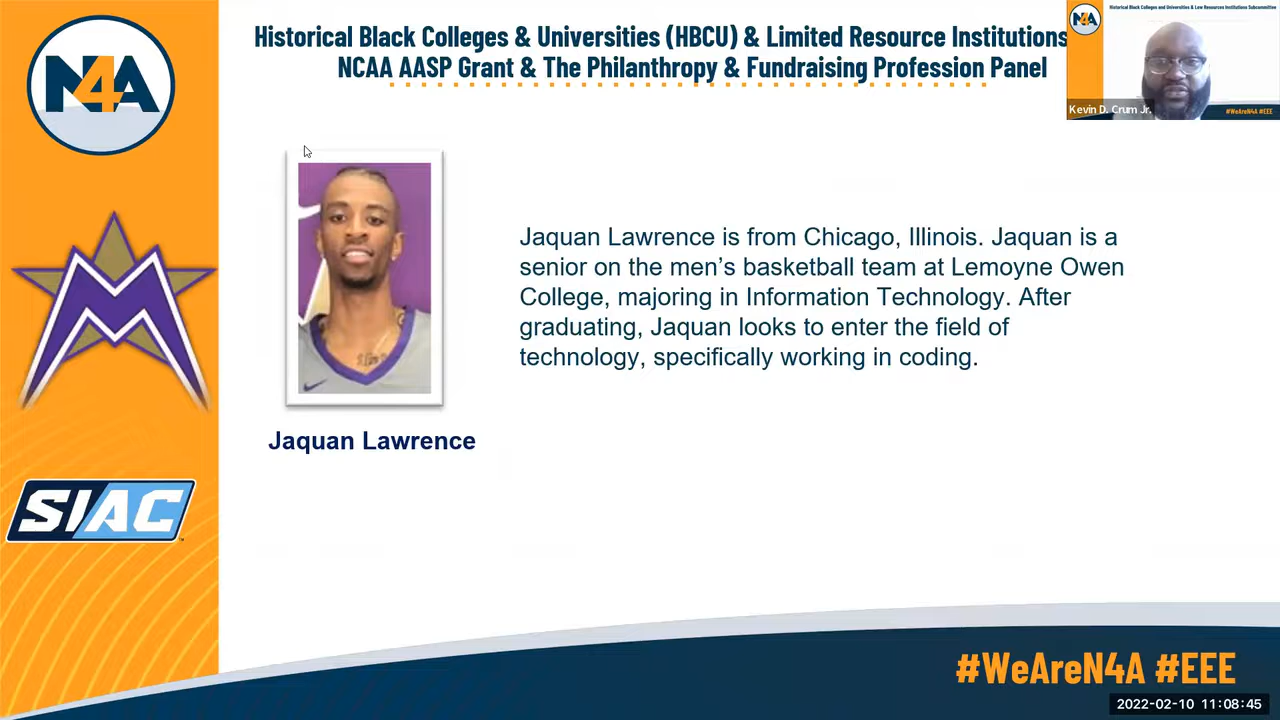 N4A
Historical Black Colleges & Universities (HBCU) & Limited Resource Institutions
NCAA AASP Grant & The Philanthropy & Fundraising Profession Panel
N4A
Historical Black Colleges and Universities & Low Resources Institutions Subcommittee
Kevin D. Crum Jr.
#WeAreN4A #EEE
Jaquan Lawrence is from Chicago, Illinois. Jaquan is a
senior on the men’s basketball team at Lemoyne Owen
College, majoring in Information Technology. After
graduating, Jaquan looks to enter the field of
technology, specifically working in coding.
Jaquan Lawrence
M
SIAC
#WeAreN4A #EEE
2022-02-10 11:08:45